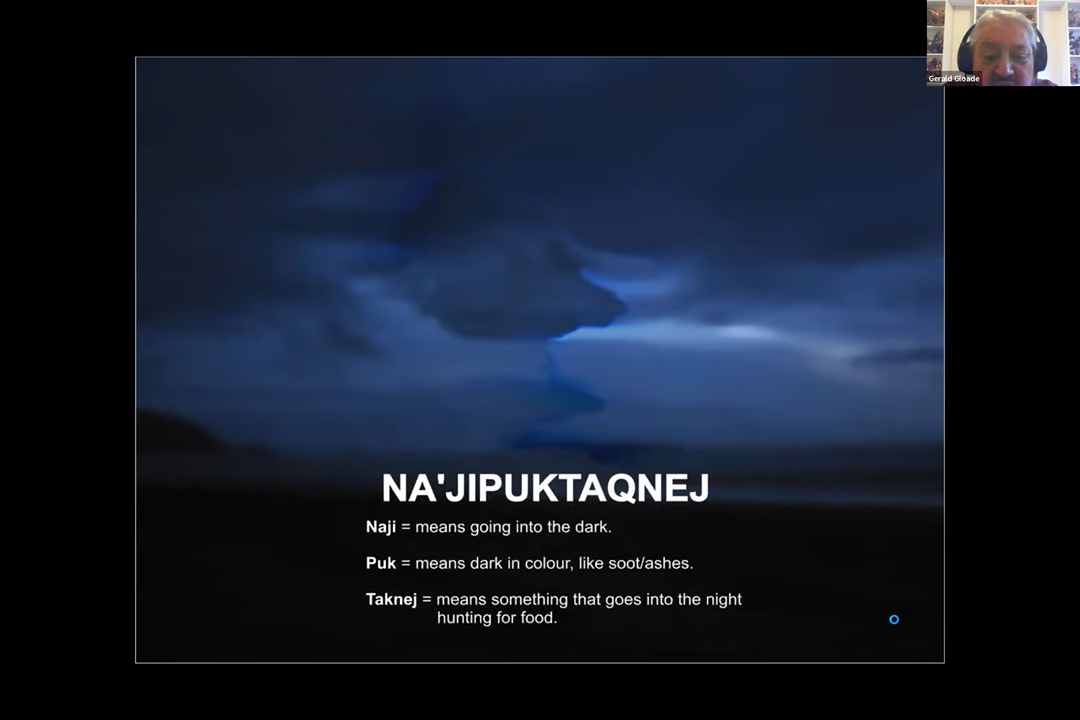 Gerald Gloade
NA'JIPUKTAQNEJ
Naji = means going into the dark.
Puk = means dark in colour, like soot/ashes.
Taknej = means something that goes into the night
hunting for food.